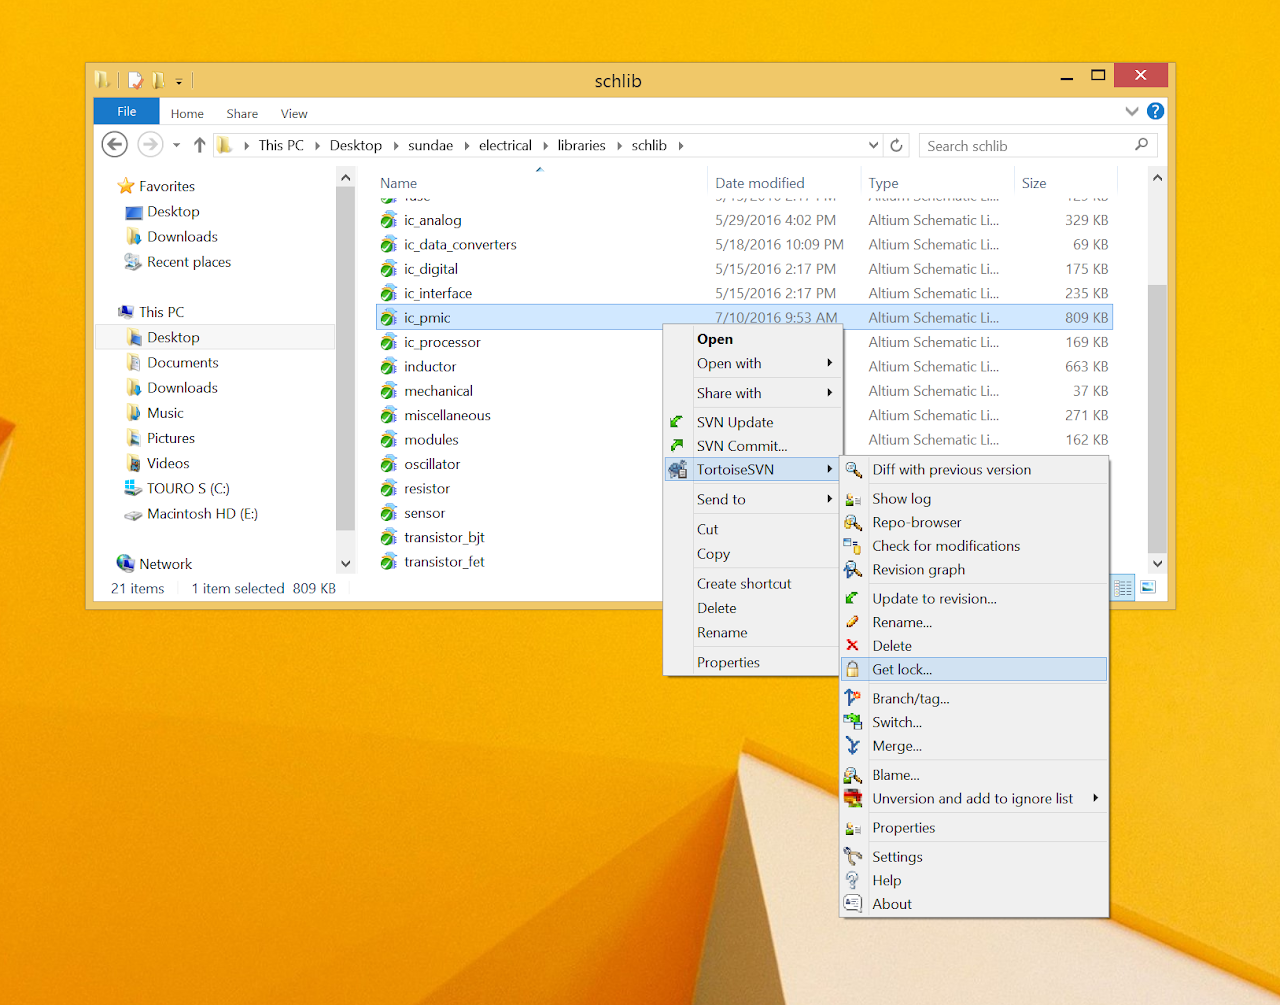 schlib
File Home Share View
This PC Desktop sundae electrical libraries schlib
Search schlib
Favorites
Desktop
Downloads
Recent places
This PC
Desktop
Documents
Downloads
Music
Pictures
Videos
TOURO S (C:)
Macintosh HD (E:)
Network
Name Date modified Type Size
ic_analog 5/29/2016 4:02 PM Altium Schematic Li... 329 KB
ic_data_converters 5/18/2016 10:09 PM Altium Schematic Li... 69 KB
ic_digital 5/15/2016 2:17 PM Altium Schematic Li... 175 KB
ic_interface 5/15/2016 2:17 PM Altium Schematic Li... 235 KB
ic_pmic 7/10/2016 9:53 AM Altium Schematic Li... 809 KB
ic_processor Altium Schematic Li... 169 KB
inductor Altium Schematic Li... 663 KB
mechanical Altium Schematic Li... 37 KB
miscellaneous Altium Schematic Li... 271 KB
modules Altium Schematic Li... 162 KB
oscillator
resistor
sensor
transistor_bjt
transistor_fet
21 items 1 item selected 809 KB
Open
Open with
Share with
SVN Update
SVN Commit...
TortoiseSVN
Send to
Cut
Copy
Create shortcut
Delete
Rename
Properties
Diff with previous version
Show log
Repo-browser
Check for modifications
Revision graph
Update to revision...
Rename...
Delete
Get lock...
Branch/tag...
Switch...
Merge...
Blame...
Unversion and add to ignore list
Properties
Settings
Help
About